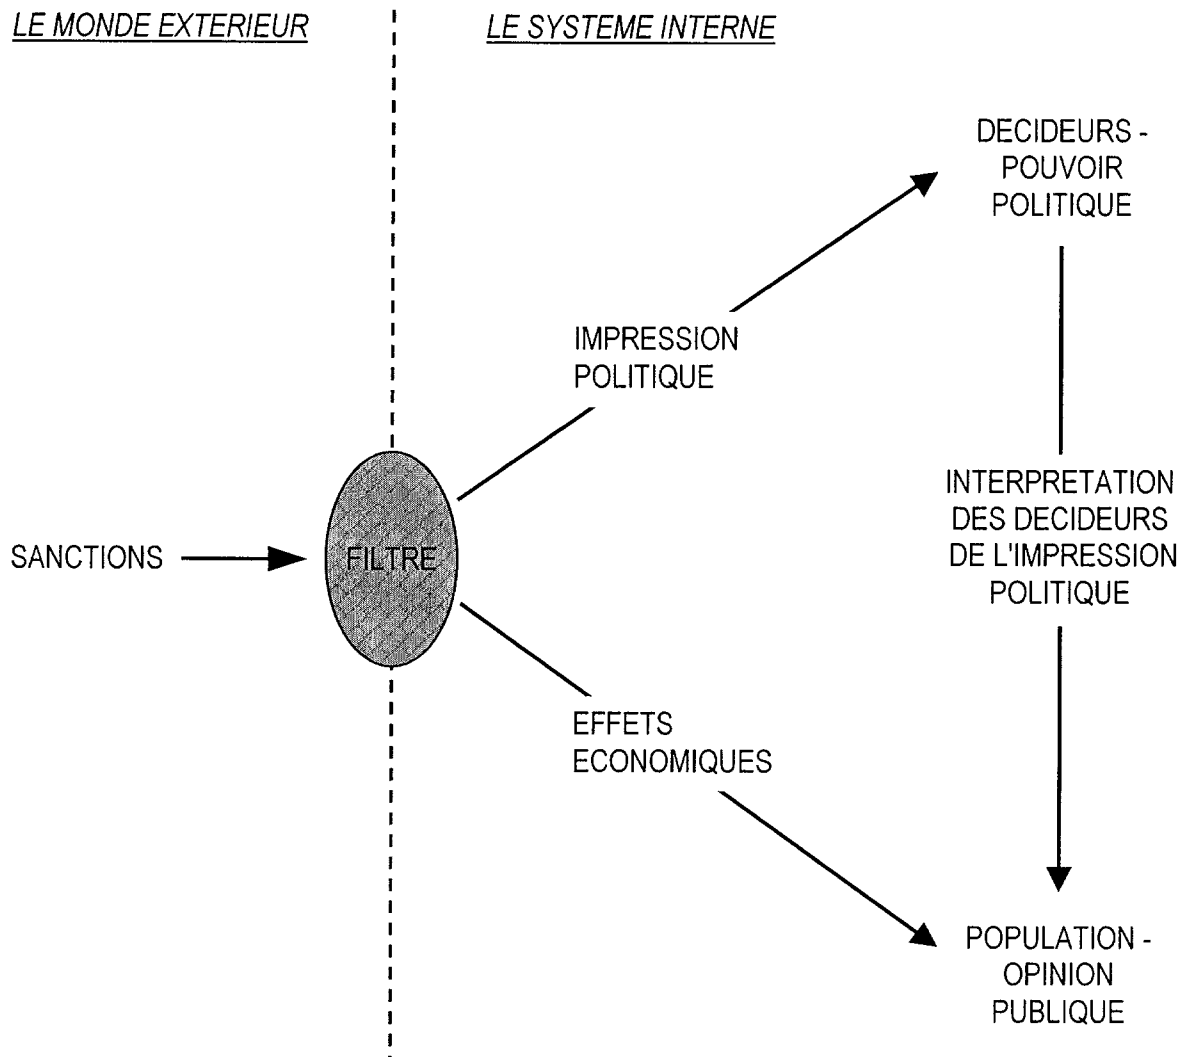 LE MONDE EXTERIEUR
LE SYSTEME INTERNE
DECIDEURS -
POUVOIR
POLITIQUE
IMPRESSION
POLITIQUE
INTERPRETATION
DES DECIDEURS
DE L'IMPRESSION
POLITIQUE
SANCTIONS
FILTRE
EFFETS
ECONOMIQUES
POPULATION -
OPINION
PUBLIQUE